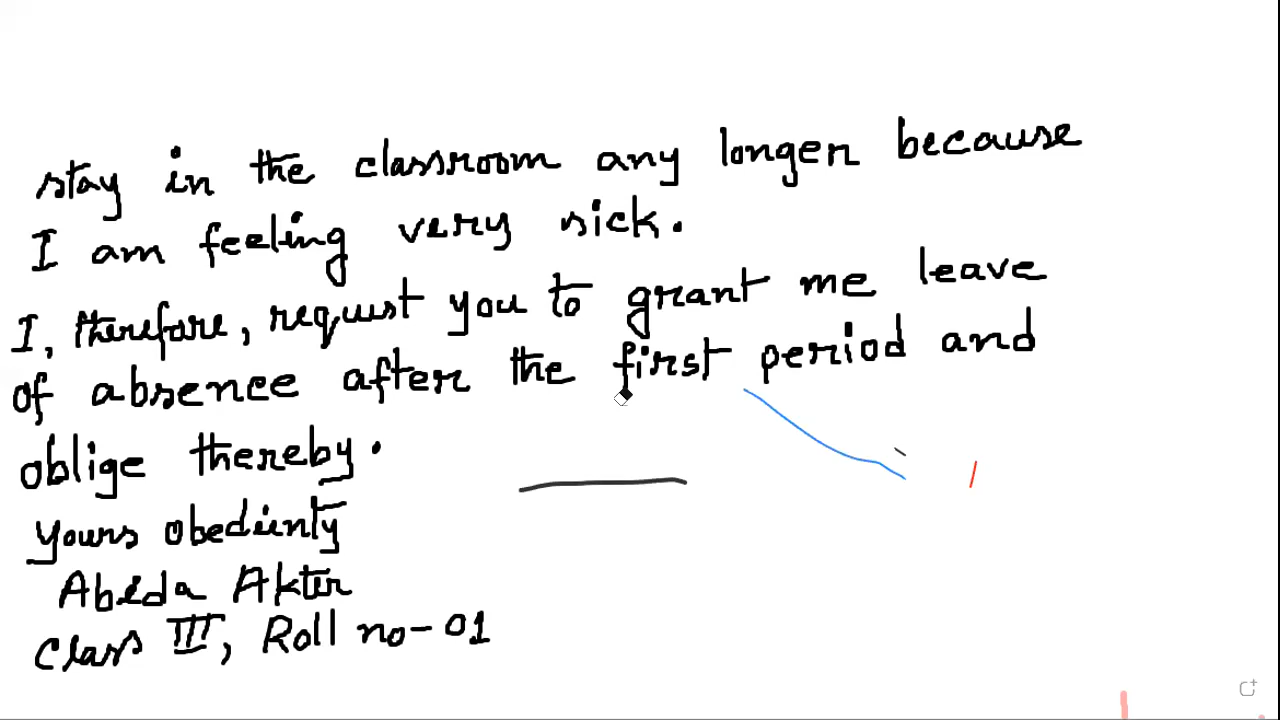 stay in the classroom any longer because
I am feeling very sick.
I, therefore, request you to grant me leave
of absence after the first period and
oblige thereby.
Yours obedienty
Abeda Akter
Class III, Roll no-01